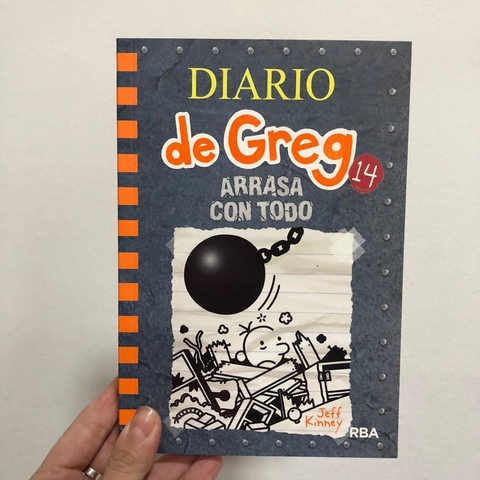 DIARIO
de Greg
14
ARRASA
CON TODO
Jeff
Kinney
RBA